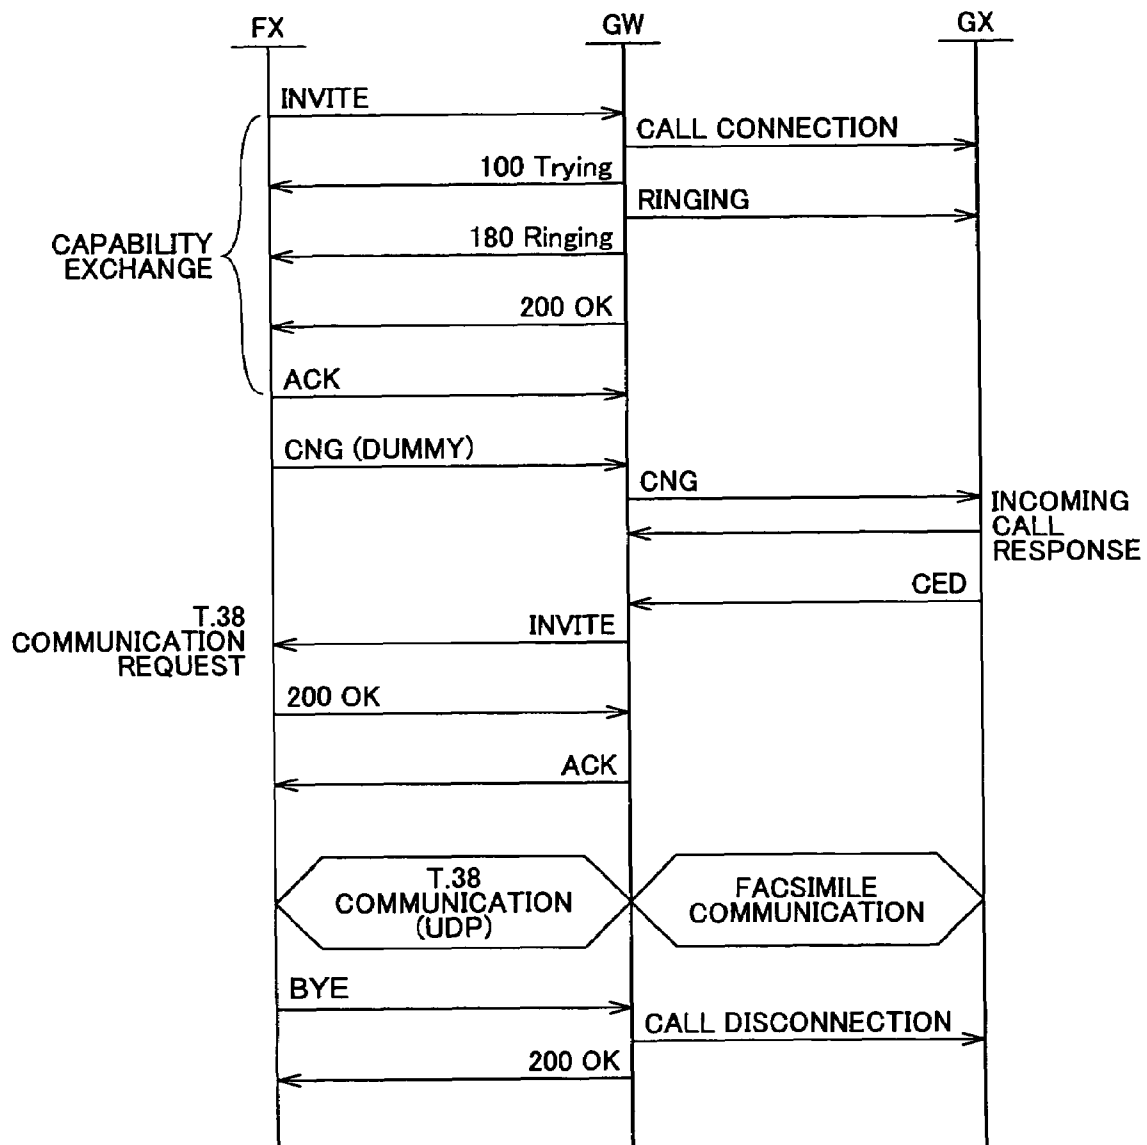 FX
GW
GX
INVITE
CALL CONNECTION
100 Trying
RINGING
180 Ringing
CAPABILITY
EXCHANGE
200 OK
ACK
CNG (DUMMY)
CNG
INCOMING
CALL
RESPONSE
CED
T.38
COMMUNICATION
REQUEST
INVITE
200 OK
ACK
T.38
COMMUNICATION
(UDP)
FACSIMILE
COMMUNICATION
BYE
CALL DISCONNECTION
200 OK